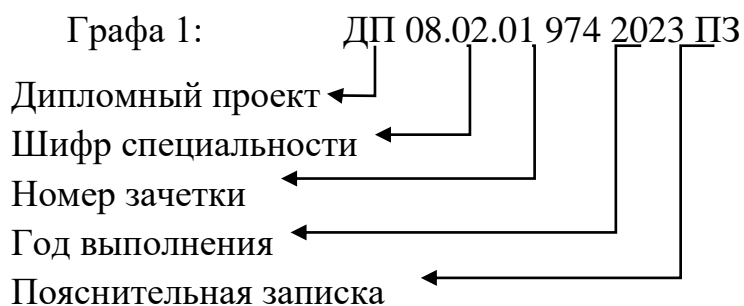 Графа 1: ДП 08.02.01 974 2023 ПЗ
Дипломный проект
Шифр специальности
Номер зачетки
Год выполнения
Пояснительная записка